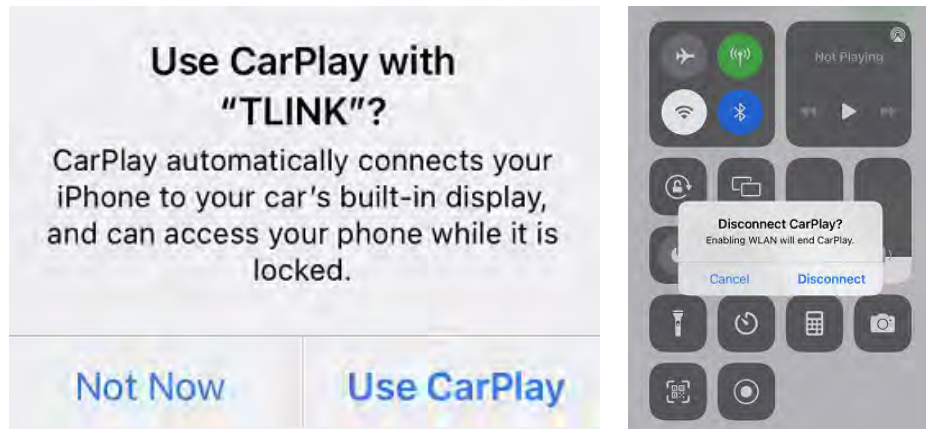 Use CarPlay with
“TLINK”?
CarPlay automatically connects your
iPhone to your car's built-in display,
and can access your phone while it is
locked.
Not Now
Use CarPlay
Not Playing
Disconnect CarPlay?
Enabling WLAN will end CarPlay.
Cancel
Disconnect